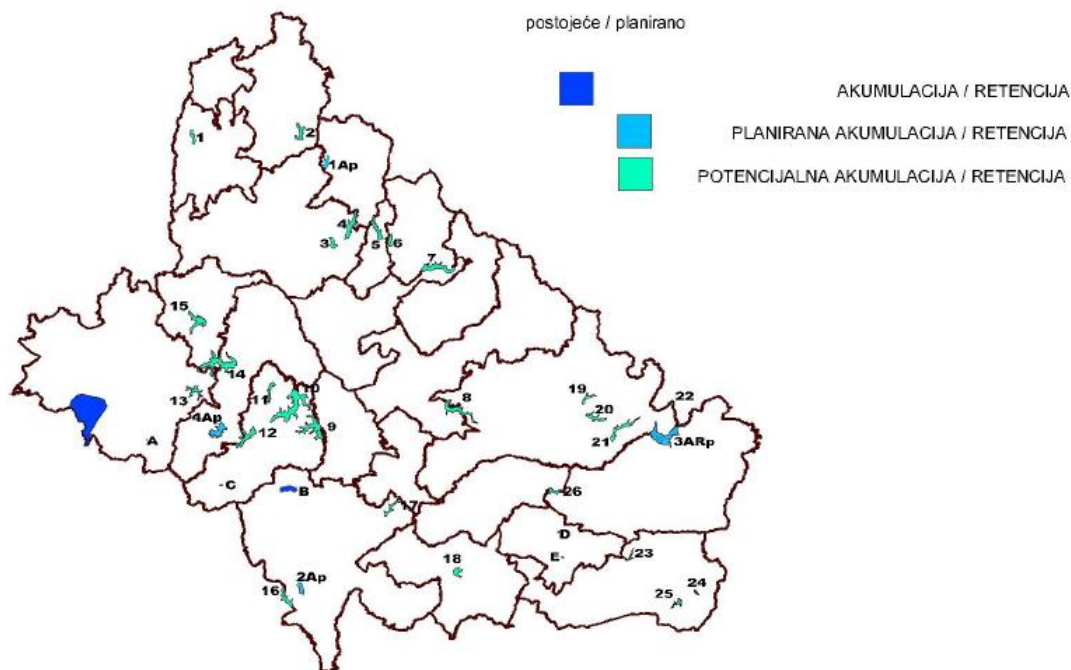 postojeće / planirano
AKUMULACIJA / RETENCIJA
PLANIRANA AKUMULACIJA / RETENCIJA
POTENCIJALNA AKUMULACIJA / RETENCIJA
1
2
1Ap
4
3
5
6
7
15
14
13
11
10
8
19
22
4Ap
20
12
9
21
3ARp
A
C
B
26
17
D
E
23
18
16
2Ap
24
25